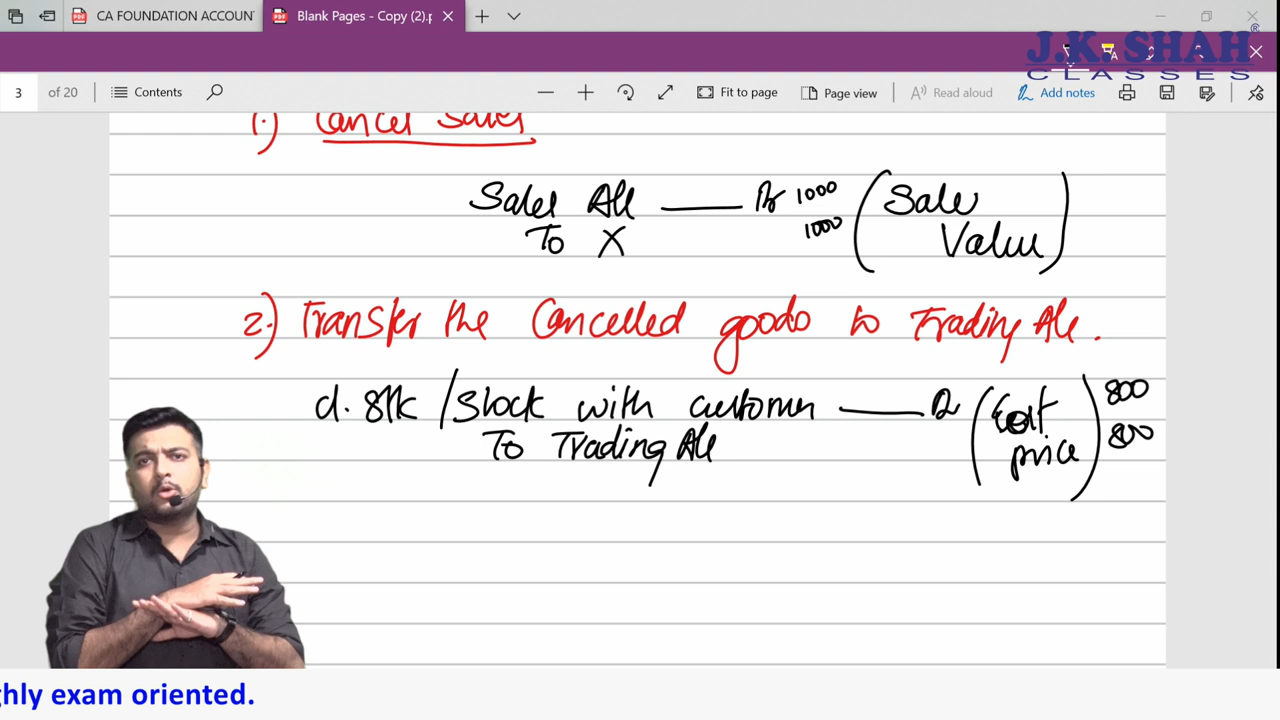 CA FOUNDATION ACCOUNT
Blank Pages - Copy (2).p
J.K. SHAH®
CLASSES
3 of 20 Contents Fit to page Page view Read aloud Add notes
1.) Cancel Sales
Sales A/c —— Dr 1000 (Sale
To X 1000 Value)
2.) Transfer the Cancelled goods to Trading A/c.
d. Stk / Stock with customer —— Dr (Cost 800
To Trading A/c price) 800
ghly exam oriented.